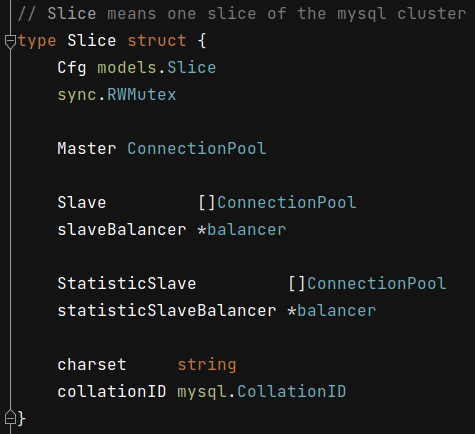 // Slice means one slice of the mysql cluster
type Slice struct {
    Cfg models.Slice
    sync.RWMutex

    Master ConnectionPool

    Slave         []ConnectionPool
    slaveBalancer *balancer

    StatisticSlave         []ConnectionPool
    statisticSlaveBalancer *balancer

    charset     string
    collationID mysql.CollationID
}